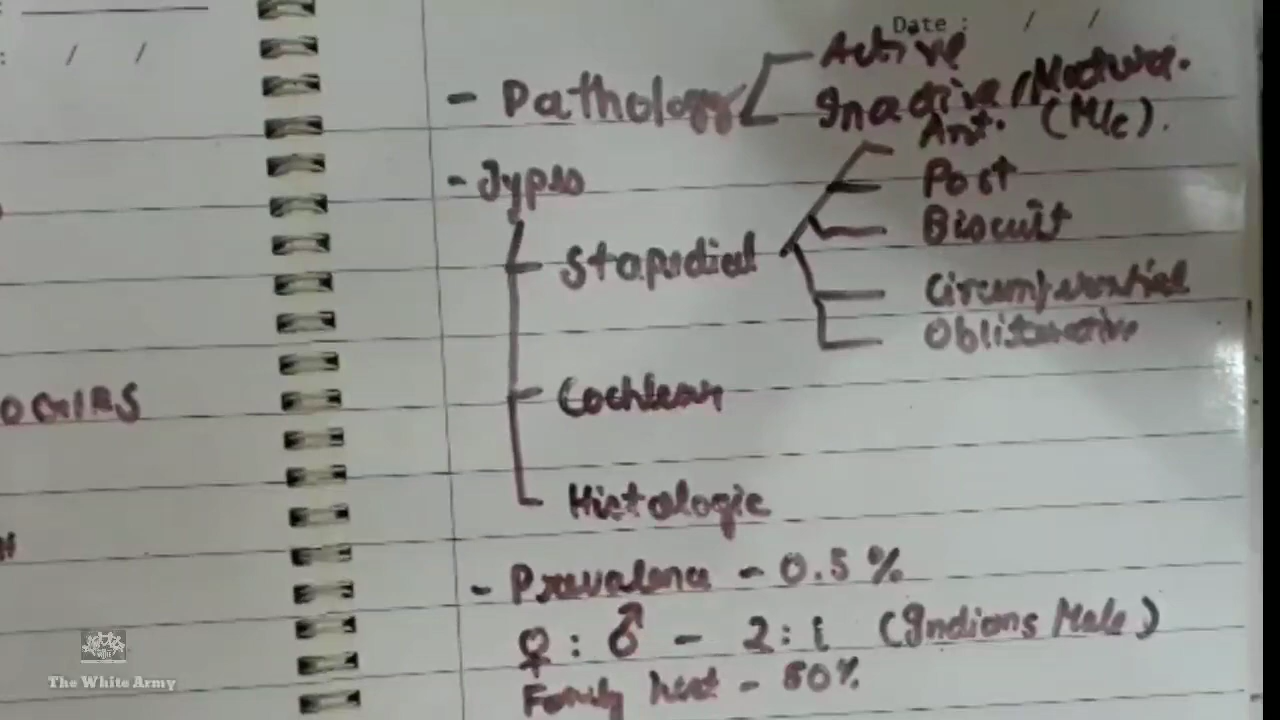 Date : / /
: / /
- Pathology Active
Inactive/Mature.
(M/c).
- Types
Stapedial Ant.
Post
Biscuit
Circumferential
Obliterative
Cochlear
Histologic
- Prevalence - 0.5%
♀ : ♂ - 2:1 (Indians Male)
Family hist - 50%
The White Army